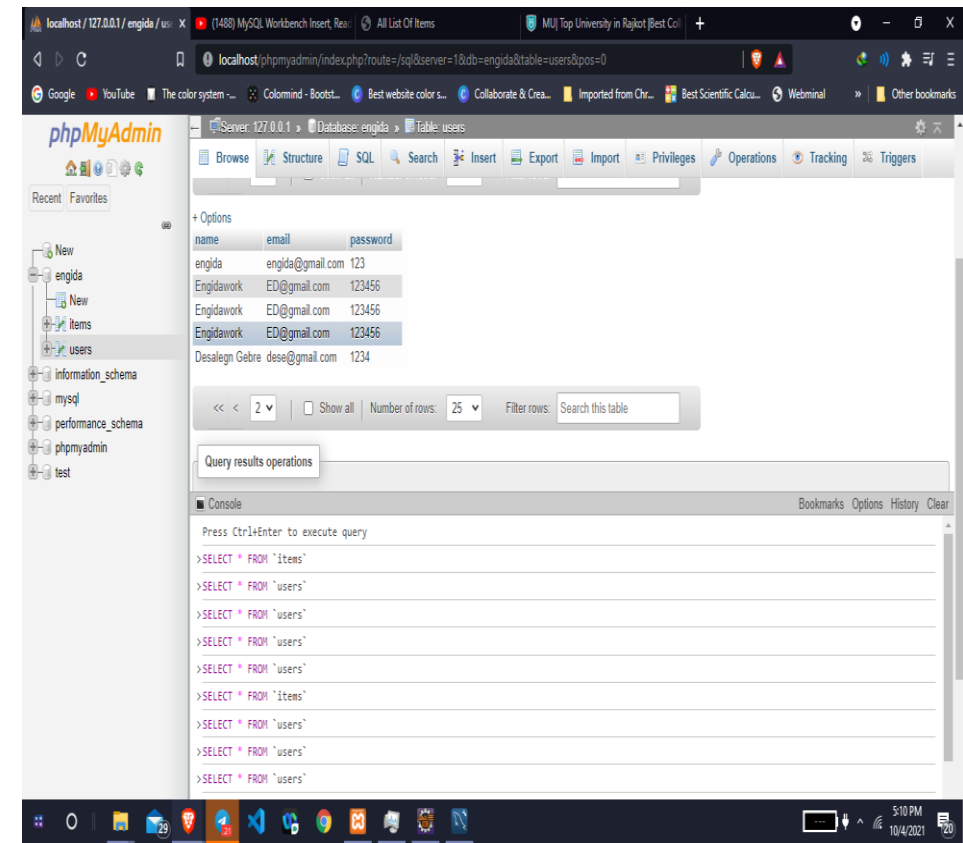 localhost / 127.0.0.1 / engida / us
(1488) MySQL Workbench Insert, Read
All List Of Items
MU| Top University in Rajkot |Best Coll
localhost/phpmyadmin/index.php?route=/sql&server=1&db=engida&table=users&pos=0
Google YouTube The color system -... Colormind - Bootst... Best website color s... Collaborate & Crea... Imported from Chr... Best Scientific Calcu... Webminal » Other bookmarks
phpMyAdmin
Recent Favorites
New
engida
New
items
users
information_schema
mysql
performance_schema
phpmyadmin
test
Server: 127.0.0.1 » Database: engida » Table: users
Browse Structure SQL Search Insert Export Import Privileges Operations Tracking Triggers
+ Options
name email password
engida engida@gmail.com 123
Engidawork ED@gmail.com 123456
Engidawork ED@gmail.com 123456
Engidawork ED@gmail.com 123456
Desalegn Gebre dese@gmail.com 1234
<< < 2 Show all Number of rows: 25 Filter rows: Search this table
Query results operations
Console Bookmarks Options History Clear
Press Ctrl+Enter to execute query
>SELECT * FROM `items`
>SELECT * FROM `users`
>SELECT * FROM `users`
>SELECT * FROM `users`
>SELECT * FROM `users`
>SELECT * FROM `items`
>SELECT * FROM `users`
>SELECT * FROM `users`
>SELECT * FROM `users`
29
21
5:10 PM
10/4/2021
20